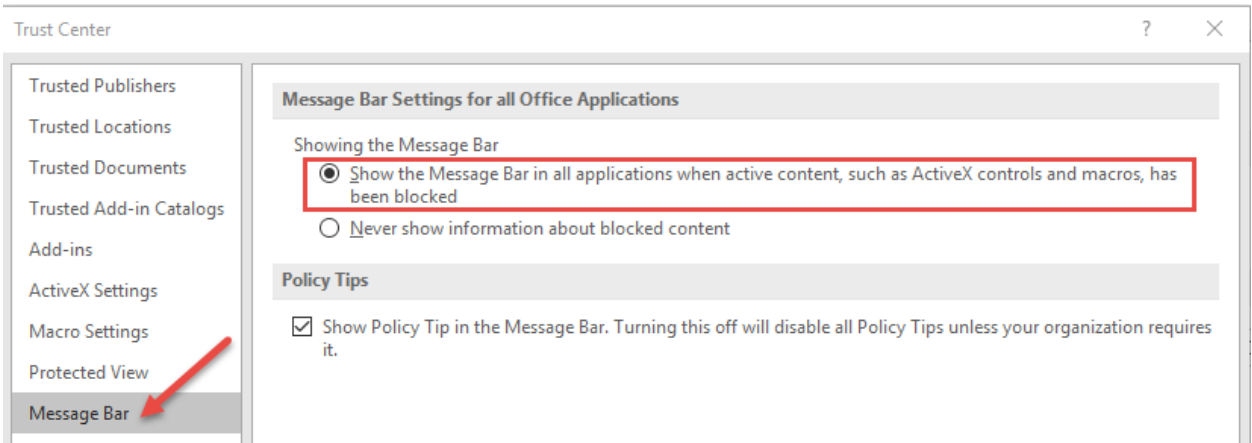 Trust Center
?
Trusted Publishers
Trusted Locations
Trusted Documents
Trusted Add-in Catalogs
Add-ins
ActiveX Settings
Macro Settings
Protected View
Message Bar
Message Bar Settings for all Office Applications
Showing the Message Bar
Show the Message Bar in all applications when active content, such as ActiveX controls and macros, has
been blocked
Never show information about blocked content
Policy Tips
Show Policy Tip in the Message Bar. Turning this off will disable all Policy Tips unless your organization requires
it.